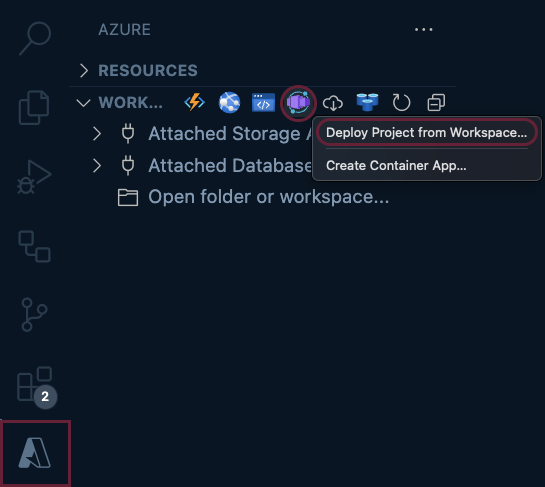 AZURE
RESOURCES
WORK...
Attached Storage
Deploy Project from Workspace...
Attached Database
Create Container App...
Open folder or workspace...
2